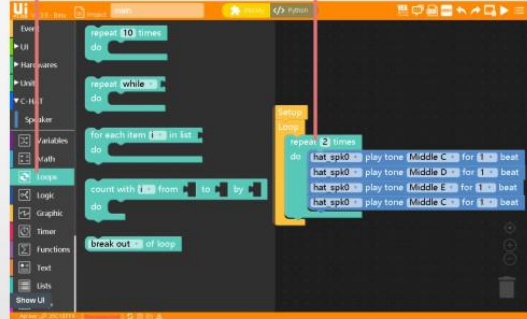 Ui
Project
main
Blockly
</> Python
Event
UI
Hardwares
Units
C-HAT
Speaker
Variables
Math
Loops
Logic
Graphic
Timer
Functions
Text
Lists
Show UI
repeat 10 times
do
repeat while
do
for each item i in list
do
count with i from to by
do
break out of loop
Setup
Loop
repeat 2 times
do hat_spk0 play tone Middle C for 1 beat
hat_spk0 play tone Middle D for 1 beat
hat_spk0 play tone Middle E for 1 beat
hat_spk0 play tone Middle C for 1 beat